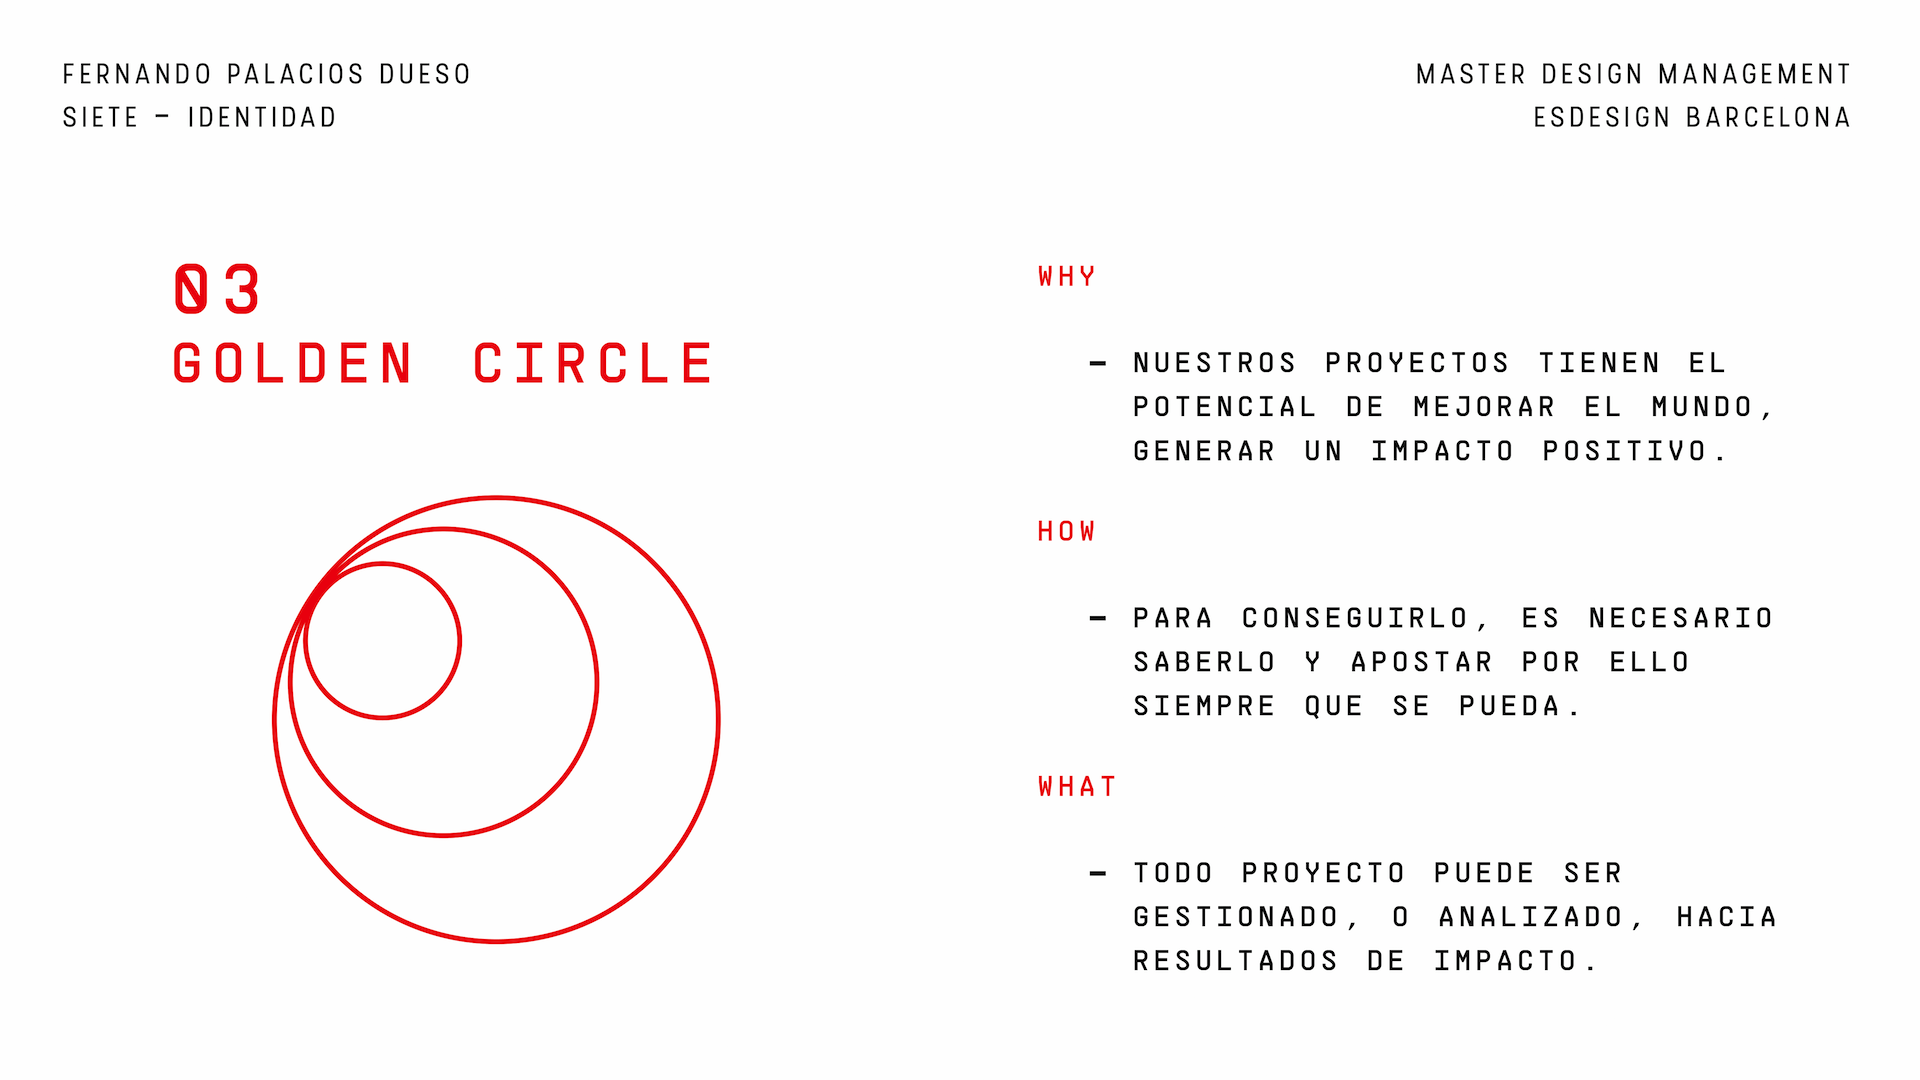 FERNANDO PALACIOS DUESO
SIETE – IDENTIDAD
MASTER DESIGN MANAGEMENT
ESDESIGN BARCELONA
03
GOLDEN CIRCLE
WHY
– NUESTROS PROYECTOS TIENEN EL
POTENCIAL DE MEJORAR EL MUNDO,
GENERAR UN IMPACTO POSITIVO.
HOW
– PARA CONSEGUIRLO, ES NECESARIO
SABERLO Y APOSTAR POR ELLO
SIEMPRE QUE SE PUEDA.
WHAT
– TODO PROYECTO PUEDE SER
GESTIONADO, O ANALIZADO, HACIA
RESULTADOS DE IMPACTO.